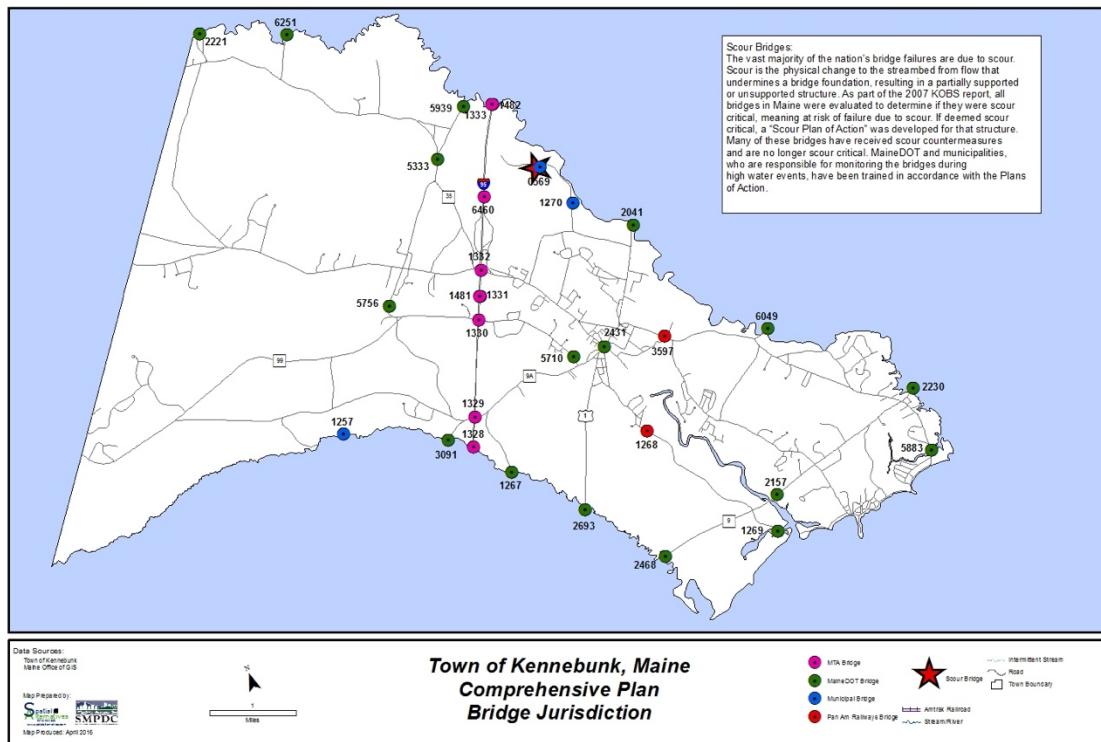 6251
2221
5939
1333
1482
5333
35
95
6460
0569
1270
2041
1332
1481
1331
5756
1330
2431
5710
3597
6049
99
9A
2230
1
1329
1257
1328
3091
1268
5883
1267
2157
2693
9
1269
2468
Scour Bridges:
The vast majority of the nation's bridge failures are due to scour.
Scour is the physical change to the streambed from flow that
undermines a bridge foundation, resulting in a partially supported
or unsupported structure. As part of the 2007 KOBS report, all
bridges in Maine were evaluated to determine if they were scour
critical, meaning at risk of failure due to scour. If deemed scour
critical, a "Scour Plan of Action" was developed for that structure.
Many of these bridges have received scour countermeasures
and are no longer scour critical. MaineDOT and municipalities,
who are responsible for monitoring the bridges during
high water events, have been trained in accordance with the Plans
of Action.
Data Sources:
Town of Kennebunk
Maine Office of GIS
Map Prepared by:
Spatial
Alternatives
SMPDC
Map Produced: April 2016
N
1
Miles
Town of Kennebunk, Maine
Comprehensive Plan
Bridge Jurisdiction
MTA Bridge
MaineDOT Bridge
Municipal Bridge
Pan Am Railways Bridge
Scour Bridge
Intermittent Stream
Road
Town Boundary
Amtrak Railroad
Stream/River